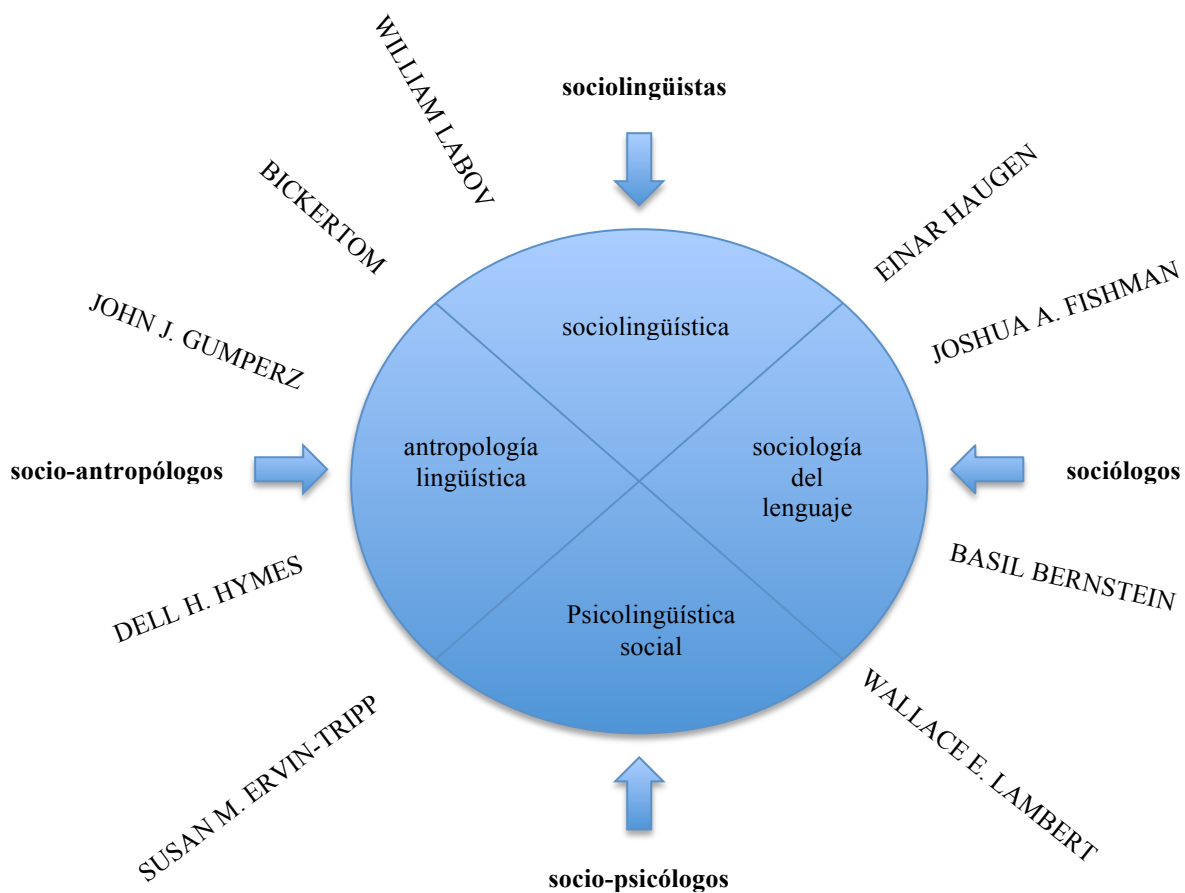 WILLIAM LABOV
sociolingüistas
BICKERTOM
EINAR HAUGEN
JOHN J. GUMPERZ
JOSHUA A. FISHMAN
sociolingüística
antropología
lingüística
sociología
del
lenguaje
socio-antropólogos
sociólogos
DELL H. HYMES
BASIL BERNSTEIN
Psicolingüística
social
SUSAN M. ERVIN-TRIPP
WALLACE E. LAMBERT
socio-psicólogos